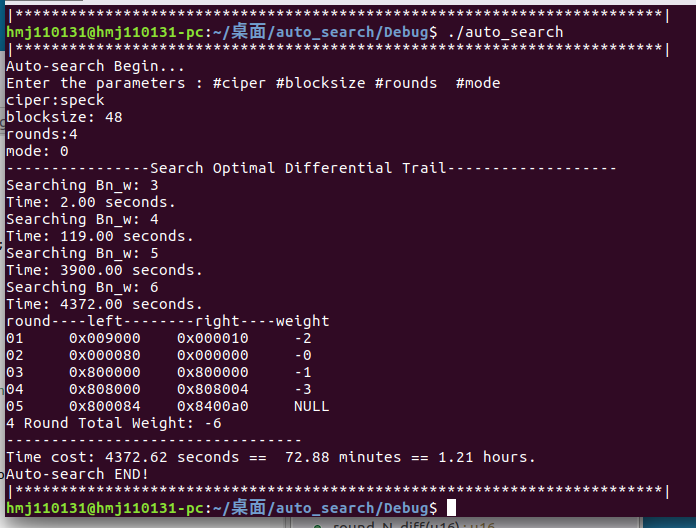 |************************************************************************|
hmj110131@hmj110131-pc:~/桌面/auto_search/Debug$ ./auto_search
|************************************************************************|
Auto-search Begin...
Enter the parameters : #ciper #blocksize #rounds  #mode
ciper:speck
blocksize: 48
rounds:4
mode: 0
----------------Search Optimal Differential Trail-------------------
Searching Bn_w: 3
Time: 2.00 seconds.
Searching Bn_w: 4
Time: 119.00 seconds.
Searching Bn_w: 5
Time: 3900.00 seconds.
Searching Bn_w: 6
Time: 4372.00 seconds.
round----left--------right----weight
01     0x009000    0x000010     -2
02     0x000080    0x000000     -0
03     0x800000    0x800000     -1
04     0x808000    0x808004     -3
05     0x800084    0x8400a0     NULL
4 Round Total Weight: -6
---------------------------------
Time cost: 4372.62 seconds ==  72.88 minutes == 1.21 hours.
Auto-search END!
|************************************************************************|
hmj110131@hmj110131-pc:~/桌面/auto_search/Debug$
round_N_diff(u16) : u16